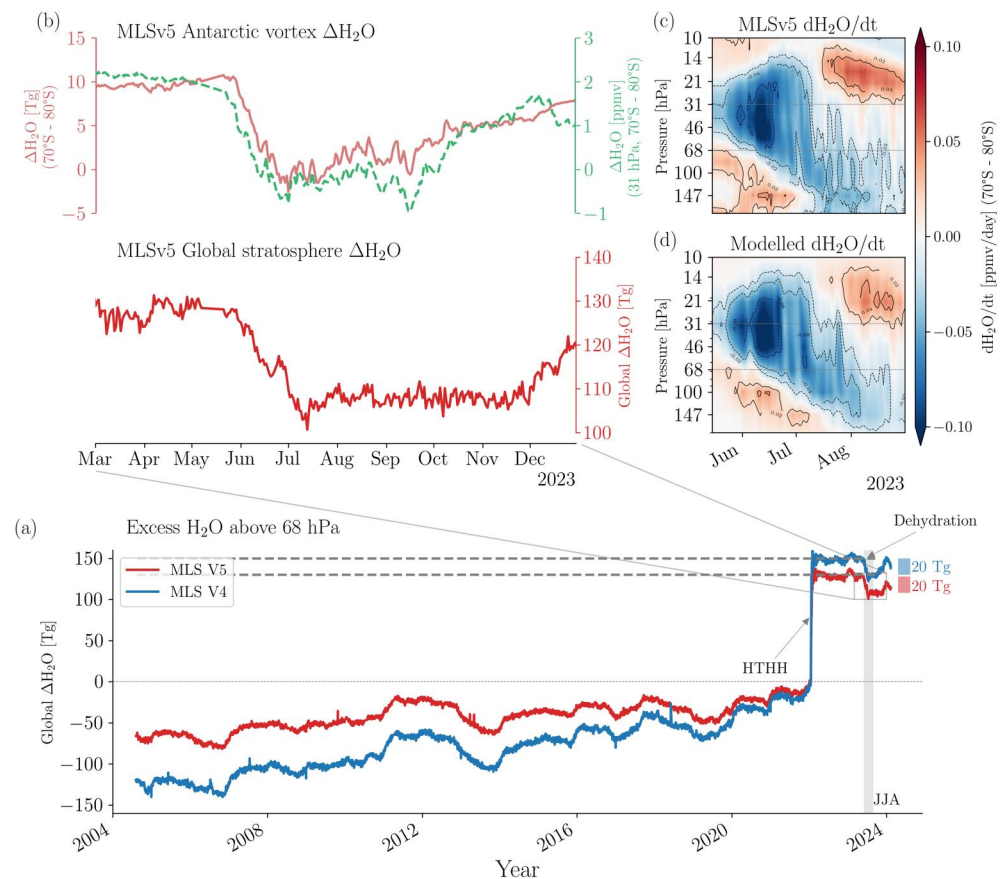 (b)
MLSv5 Antarctic vortex ΔH₂O
15
10
5
0
−5
ΔH₂O [Tg]
(70°S - 80°S)
3
2
1
0
−1
ΔH₂O [ppmv]
(31 hPa, 70°S - 80°S)
MLSv5 Global stratosphere ΔH₂O
140
130
120
110
100
Global ΔH₂O [Tg]
Mar Apr May Jun Jul Aug Sep Oct Nov Dec
2023
(c)
MLSv5 dH₂O/dt
10
14
21
31
46
68
100
147
Pressure [hPa]
0.02
0.04
(d)
Modelled dH₂O/dt
10
14
21
31
46
68
100
147
Pressure [hPa]
0.02
Jun Jul Aug
2023
0.10
0.05
0.00
−0.05
−0.10
dH₂O/dt [ppmv/day] (70°S - 80°S)
(a)
Excess H₂O above 68 hPa
Dehydration
MLS V5
MLS V4
20 Tg
20 Tg
HTHH
JJA
150
100
50
0
−50
−100
−150
Global ΔH₂O [Tg]
2004 2008 2012 2016 2020 2024
Year